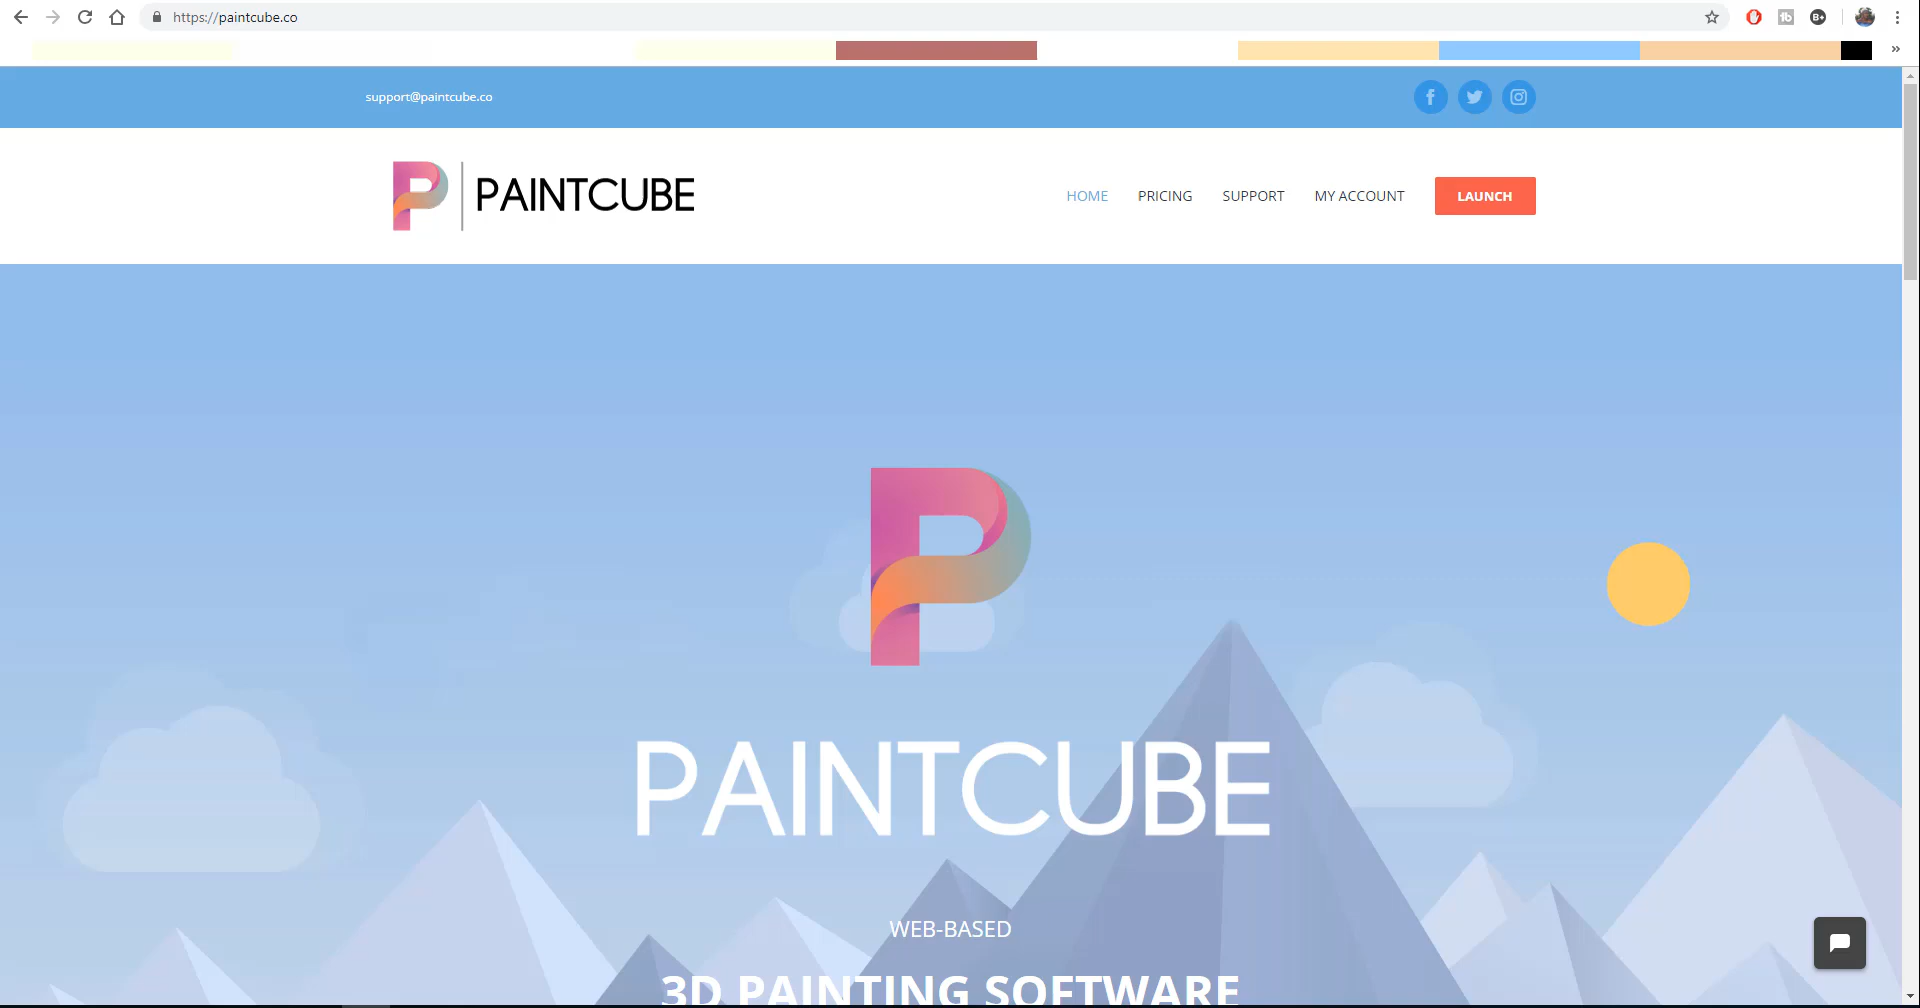 https://paintcube.co
support@paintcube.co
PAINTCUBE
HOME
PRICING
SUPPORT
MY ACCOUNT
LAUNCH
PAINTCUBE
WEB-BASED
3D PAINTING SOFTWARE